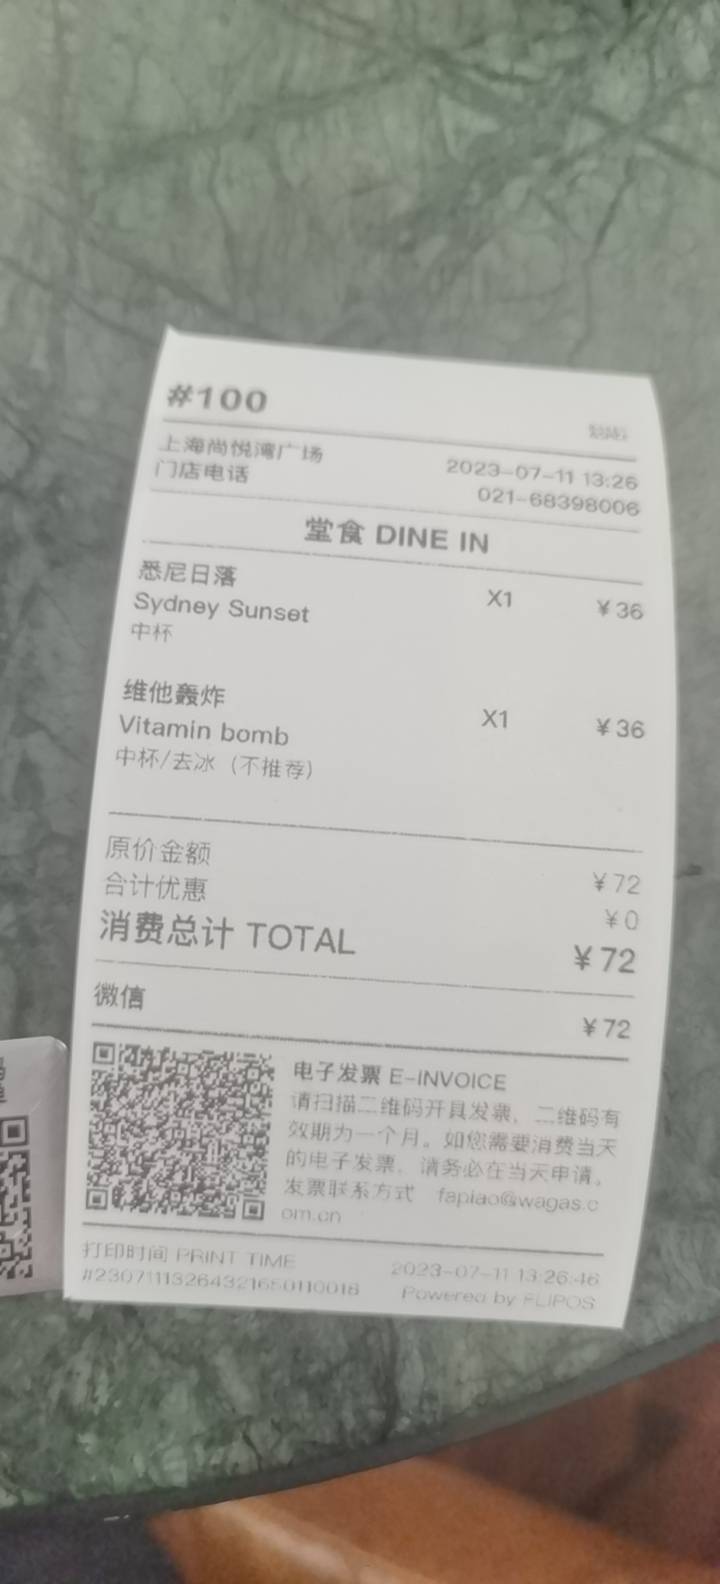 #100
上海尚悦湾广场 2023-07-11 13:26
门店电话 021-68398006
堂食 DINE IN
悉尼日落
Sydney Sunset X1 ¥36
中杯
维他轰炸
Vitamin bomb X1 ¥36
中杯/去冰（不推荐）
原价金额 ¥72
合计优惠 ¥0
消费总计 TOTAL ¥72
微信 ¥72
电子发票 E-INVOICE
请扫描二维码开具发票，二维码有
效期为一个月。如您需要消费当天
的电子发票，请务必在当天申请。
发票联系方式 fapiao@wagas.c
om.cn
打印时间 PRINT TIME 2023-07-11 13:26:46
Powered by FLIPOS